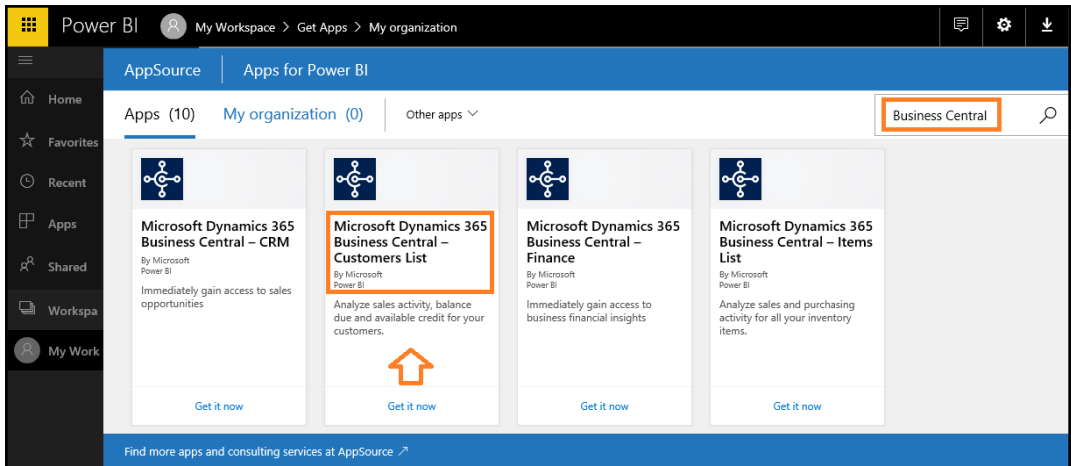 Power BI My Workspace > Get Apps > My organization
AppSource Apps for Power BI
Home
Favorites
Recent
Apps
Shared
Workspa
My Work
Apps (10) My organization (0) Other apps
Business Central
Microsoft Dynamics 365
Business Central – CRM
By Microsoft
Power BI
Immediately gain access to sales
opportunities
Get it now
Microsoft Dynamics 365
Business Central –
Customers List
By Microsoft
Power BI
Analyze sales activity, balance
due and available credit for your
customers.
Get it now
Microsoft Dynamics 365
Business Central –
Finance
By Microsoft
Power BI
Immediately gain access to
business financial insights
Get it now
Microsoft Dynamics 365
Business Central – Items
List
By Microsoft
Power BI
Analyze sales and purchasing
activity for all your inventory
items.
Get it now
Find more apps and consulting services at AppSource